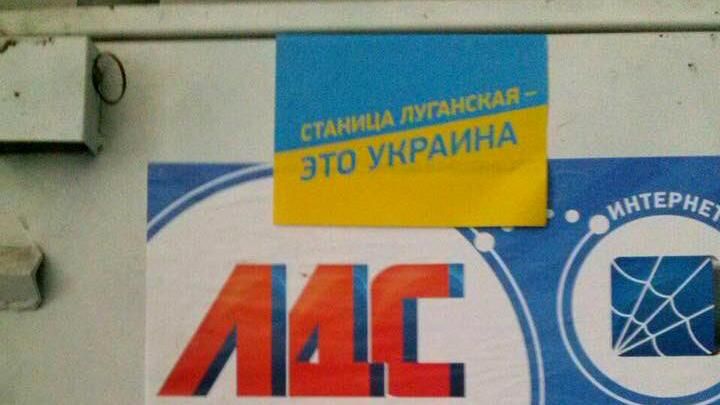 СТАНИЦА ЛУГАНСКАЯ –
ЭТО УКРАИНА
ИНТЕРНЕТ
ЛДС